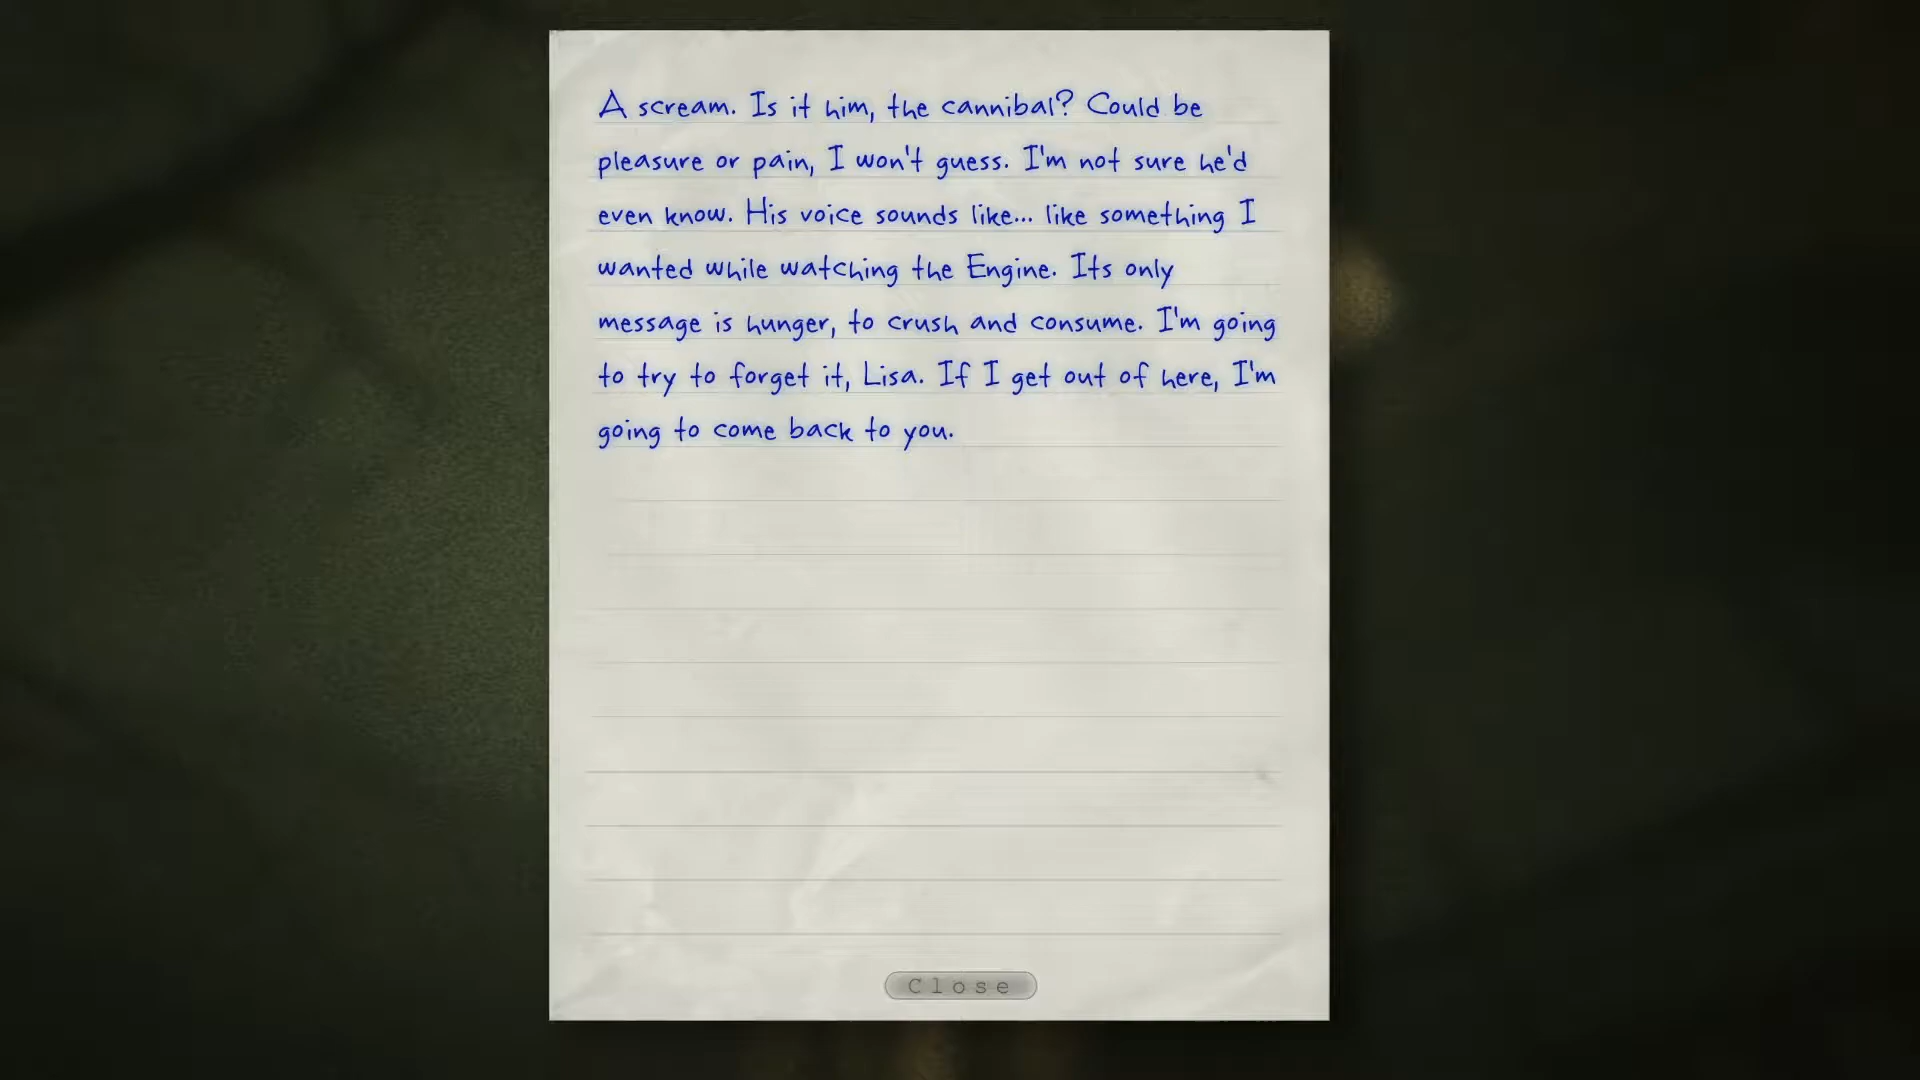 A scream. Is it him, the cannibal? Could be
pleasure or pain, I won't guess. I'm not sure he'd
even know. His voice sounds like... like something I
wanted while watching the Engine. Its only
message is hunger, to crush and consume. I'm going
to try to forget it, Lisa. If I get out of here, I'm
going to come back to you.
Close